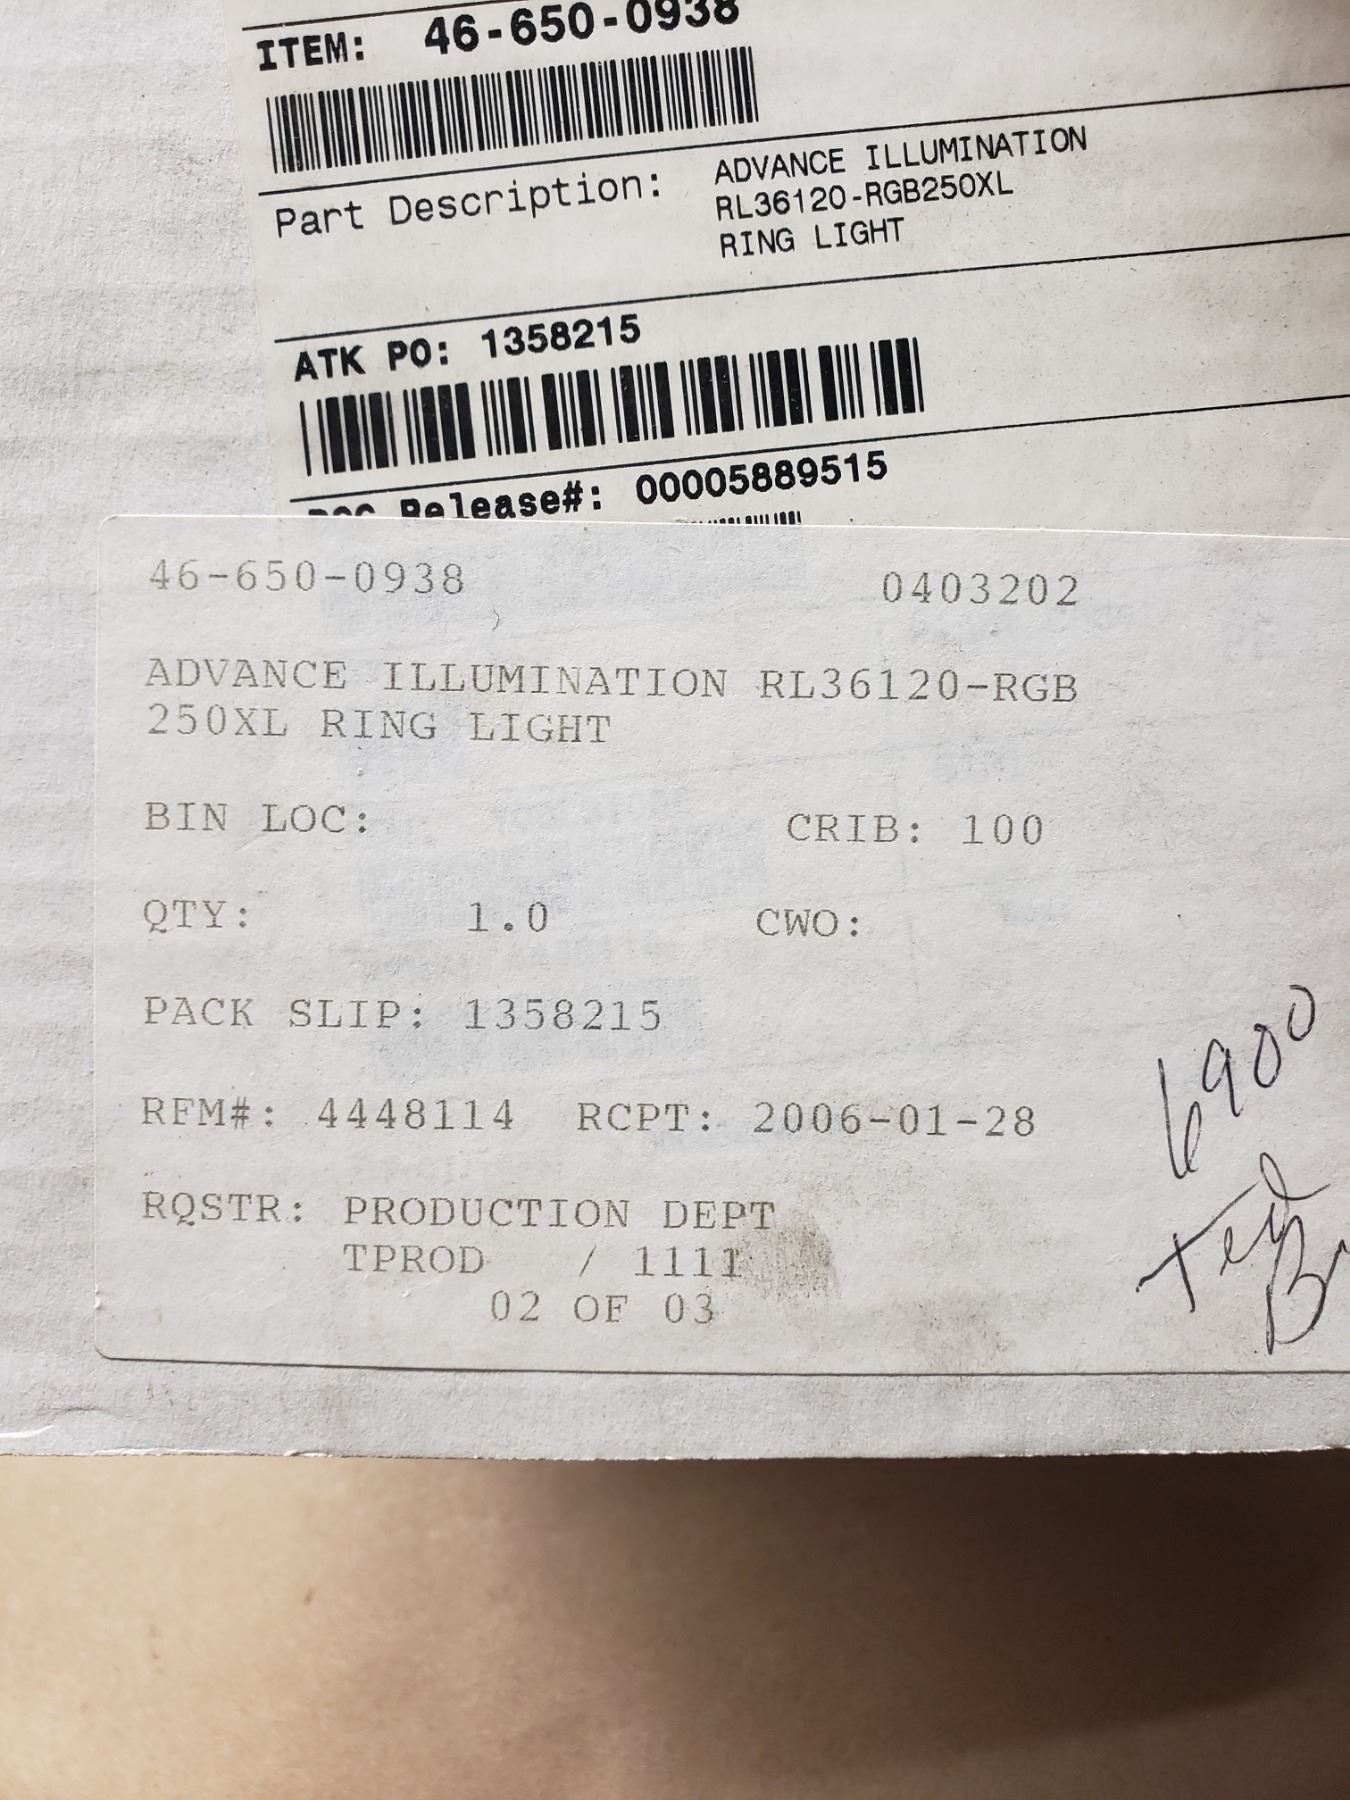 ITEM: 46-650-0938
Part Description: ADVANCE ILLUMINATION
RL36120-RGB250XL
RING LIGHT
ATK PO: 1358215
Release#: 00005889515
46-650-0938 0403202
ADVANCE ILLUMINATION RL36120-RGB
250XL RING LIGHT
BIN LOC: CRIB: 100
QTY: 1.0 CWO:
PACK SLIP: 1358215
RFM#: 4448114 RCPT: 2006-01-28
RQSTR: PRODUCTION DEPT
TPROD / 1111
02 OF 03
6900